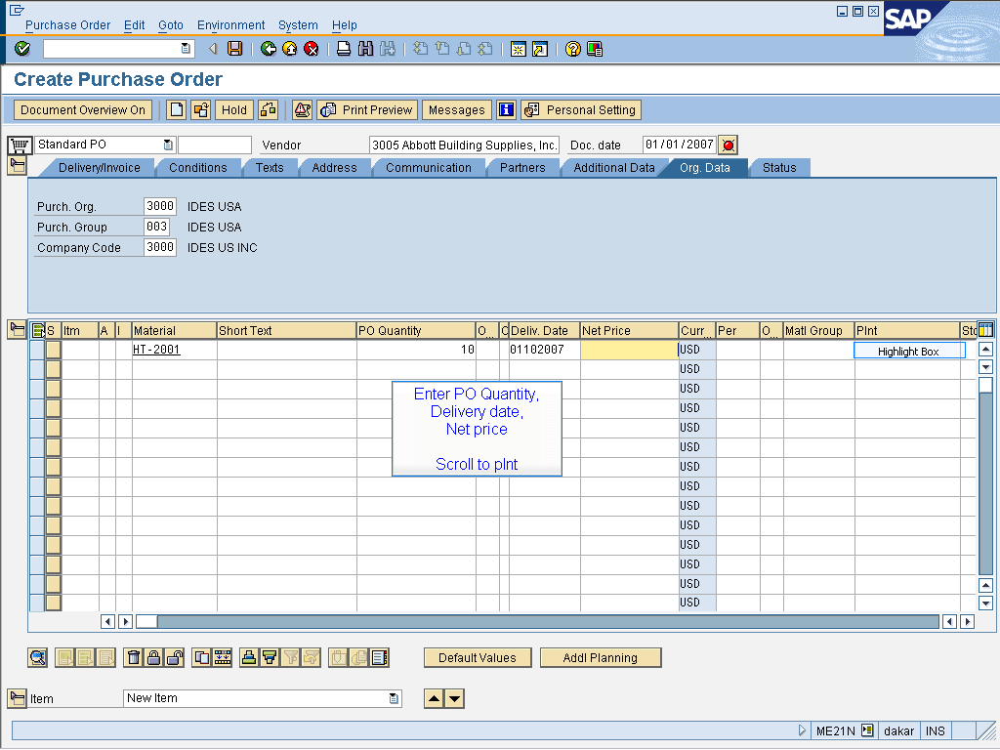 Purchase Order Edit Goto Environment System Help
SAP
Create Purchase Order
Document Overview On Hold Print Preview Messages Personal Setting
Standard PO Vendor 3005 Abbott Building Supplies, Inc. Doc. date 01/01/2007
Delivery/Invoice Conditions Texts Address Communication Partners Additional Data Org. Data Status
Purch. Org. 3000 IDES USA
Purch. Group 003 IDES USA
Company Code 3000 IDES US INC
S Itm A I Material Short Text PO Quantity O... C Deliv. Date Net Price Curr... Per O... Matl Group Plnt Stc
HT-2001 10 01102007 USD Highlight Box
USD
USD
USD
USD
USD
USD
USD
USD
USD
USD
USD
USD
USD
Enter PO Quantity,
Delivery date,
Net price
Scroll to plnt
Default Values Addl Planning
Item New Item
ME21N dakar INS